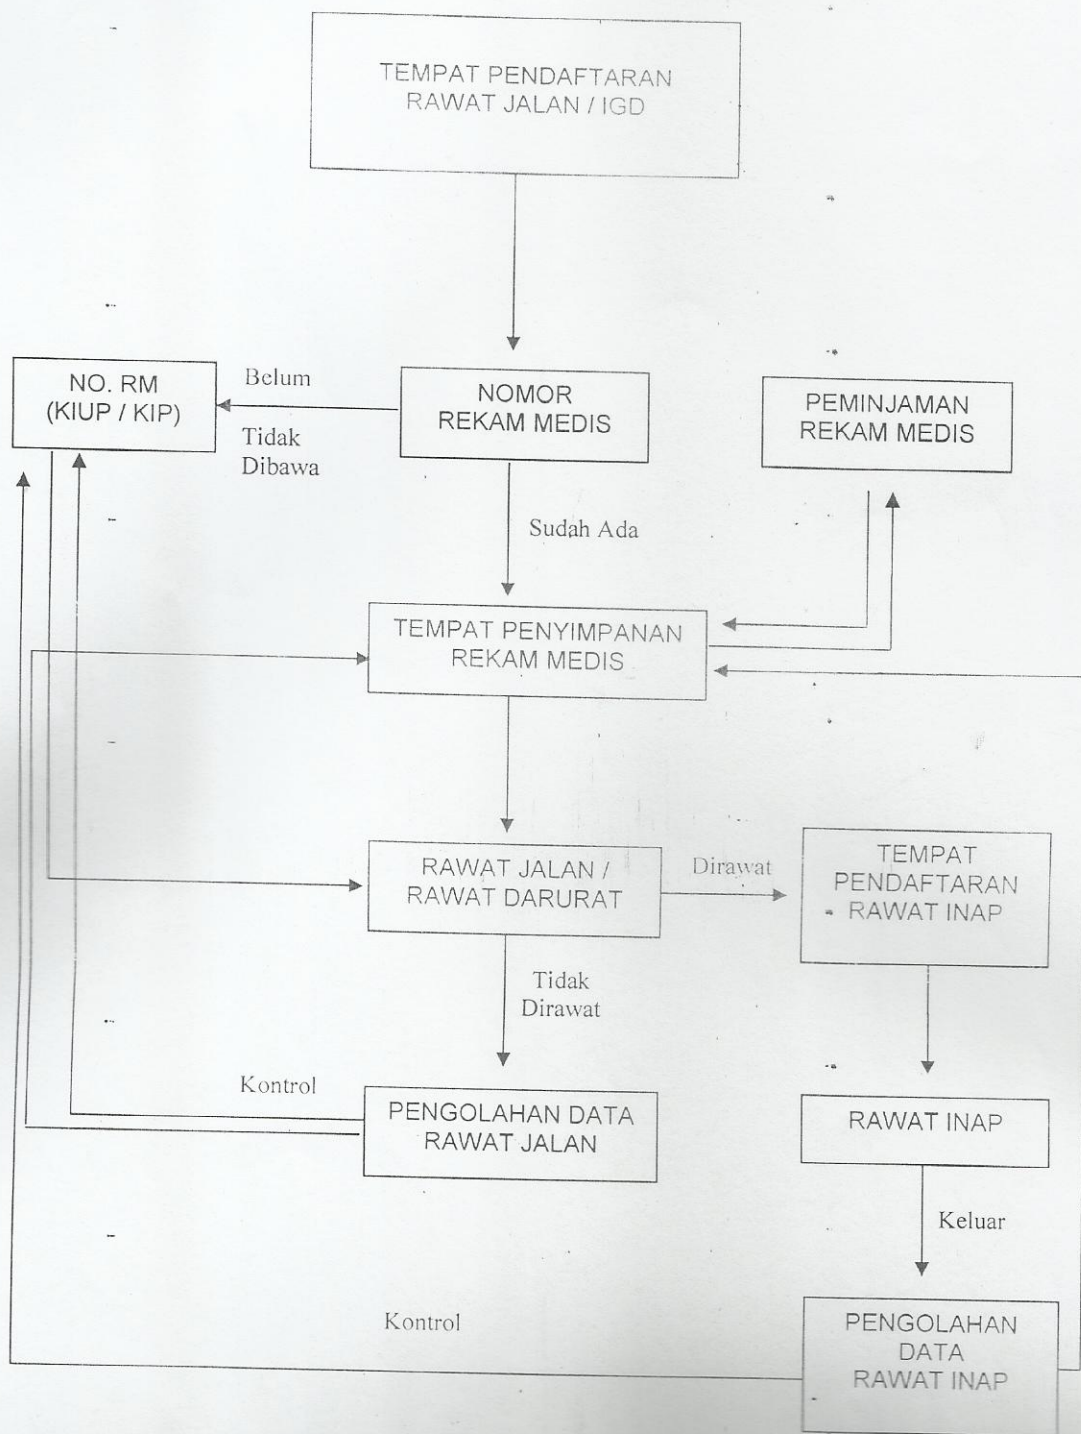 TEMPAT PENDAFTARAN
RAWAT JALAN / IGD
NO. RM
(KIUP / KIP)
Belum
Tidak
Dibawa
NOMOR
REKAM MEDIS
PEMINJAMAN
REKAM MEDIS
Sudah Ada
TEMPAT PENYIMPANAN
REKAM MEDIS
RAWAT JALAN /
RAWAT DARURAT
Dirawat
TEMPAT
PENDAFTARAN
RAWAT INAP
Tidak
Dirawat
Kontrol
PENGOLAHAN DATA
RAWAT JALAN
RAWAT INAP
Keluar
Kontrol
PENGOLAHAN
DATA
RAWAT INAP